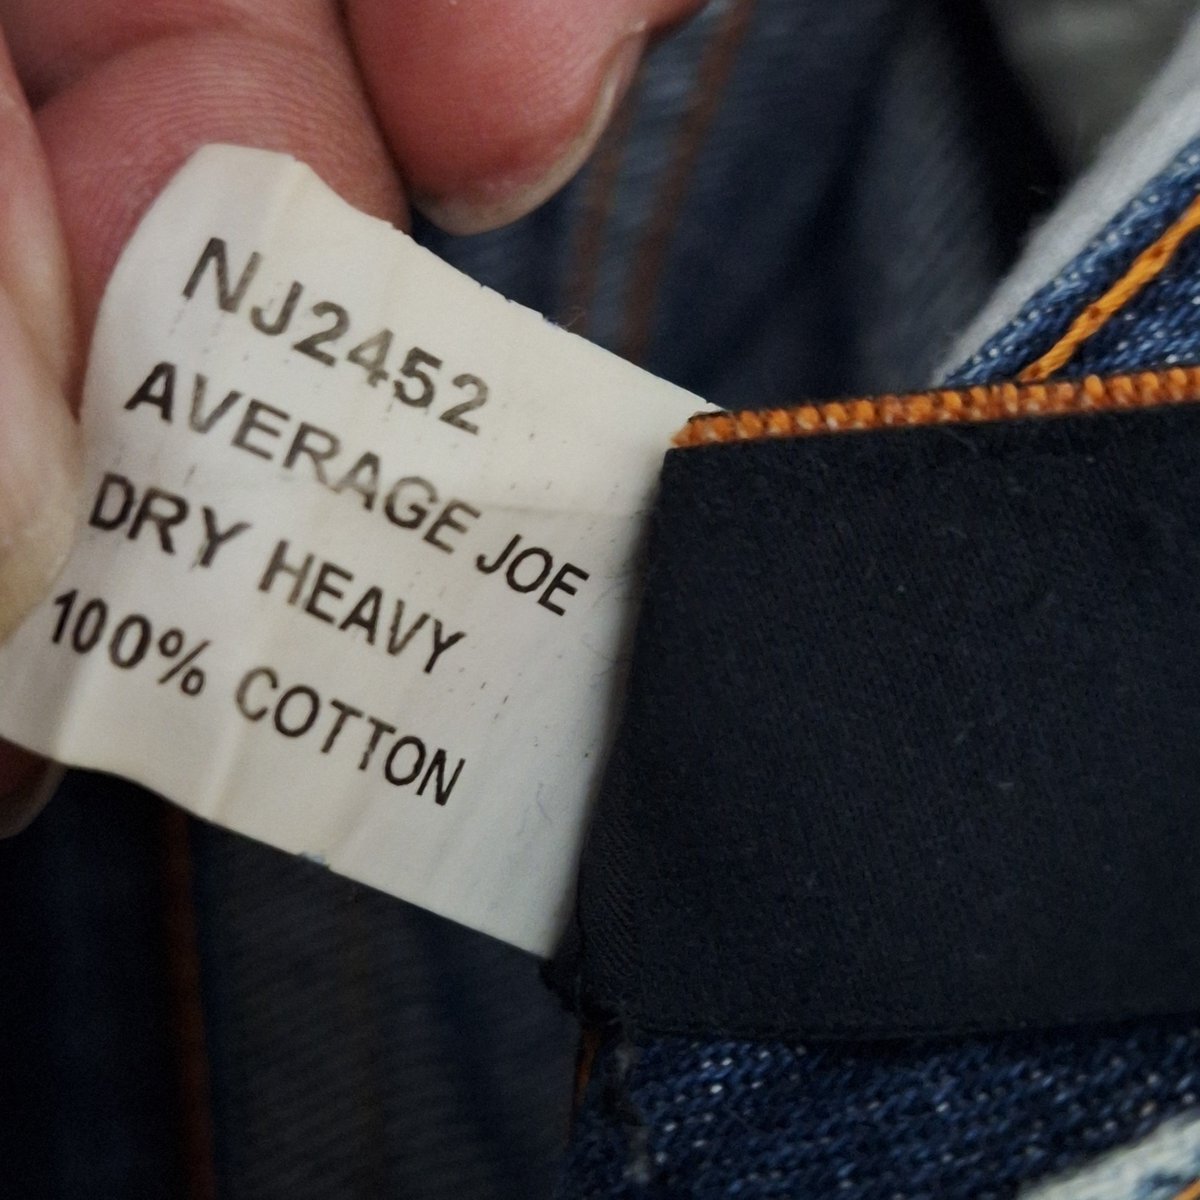 NJ2452
AVERAGE JOE
DRY HEAVY
100% COTTON